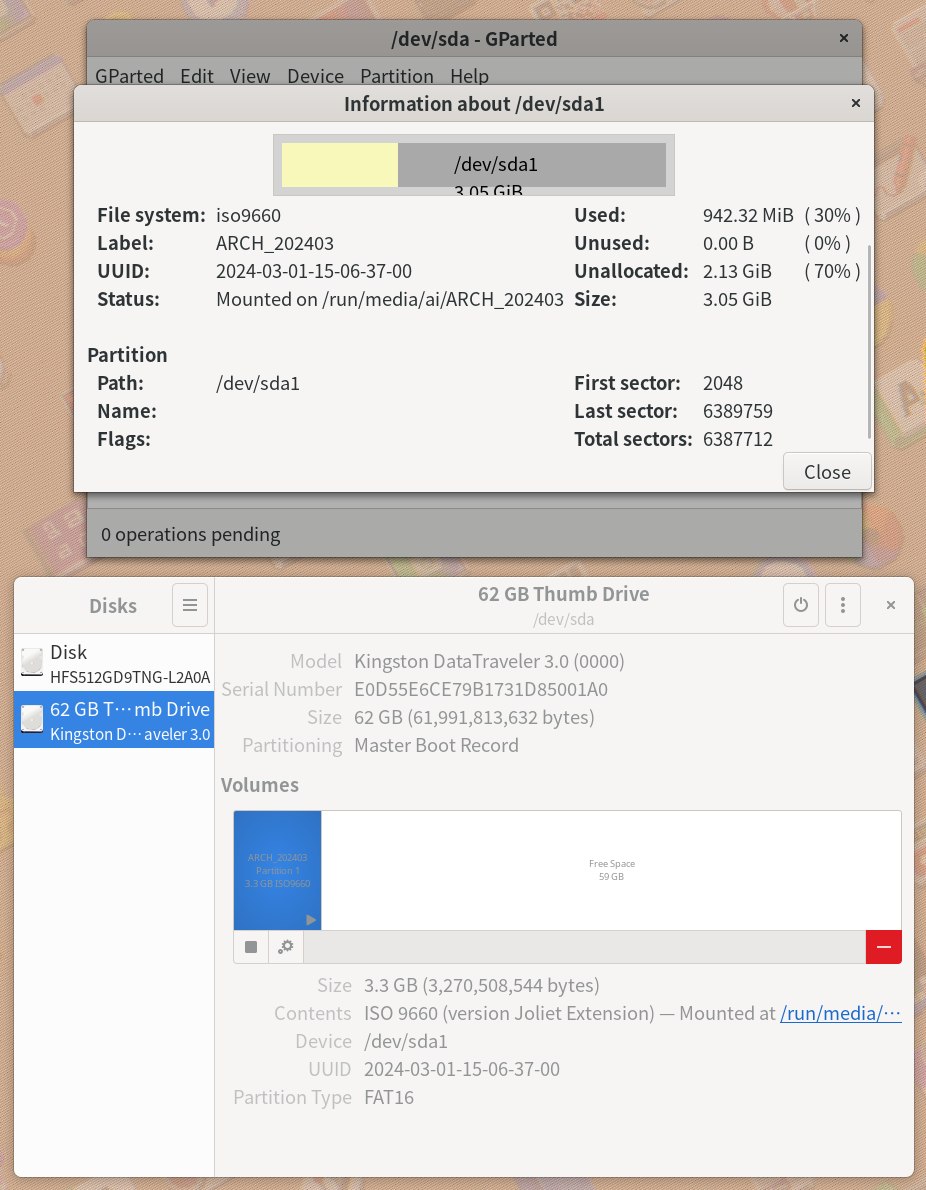 /dev/sda - GParted
GParted Edit View Device Partition Help
Information about /dev/sda1
/dev/sda1
3.05 GiB
File system: iso9660 Used: 942.32 MiB ( 30% )
Label: ARCH_202403 Unused: 0.00 B ( 0% )
UUID: 2024-03-01-15-06-37-00 Unallocated: 2.13 GiB ( 70% )
Status: Mounted on /run/media/ai/ARCH_202403 Size: 3.05 GiB
Partition
Path: /dev/sda1 First sector: 2048
Name: Last sector: 6389759
Flags: Total sectors: 6387712
Close
0 operations pending
Disks
62 GB Thumb Drive
/dev/sda
Disk
HFS512GD9TNG-L2A0A
62 GB T⋯mb Drive
Kingston D⋯aveler 3.0
Model Kingston DataTraveler 3.0 (0000)
Serial Number E0D55E6CE79B1731D85001A0
Size 62 GB (61,991,813,632 bytes)
Partitioning Master Boot Record
Volumes
ARCH_202403
Partition 1
3.3 GB ISO9660
Free Space
59 GB
Size 3.3 GB (3,270,508,544 bytes)
Contents ISO 9660 (version Joliet Extension) — Mounted at /run/media/⋯
Device /dev/sda1
UUID 2024-03-01-15-06-37-00
Partition Type FAT16